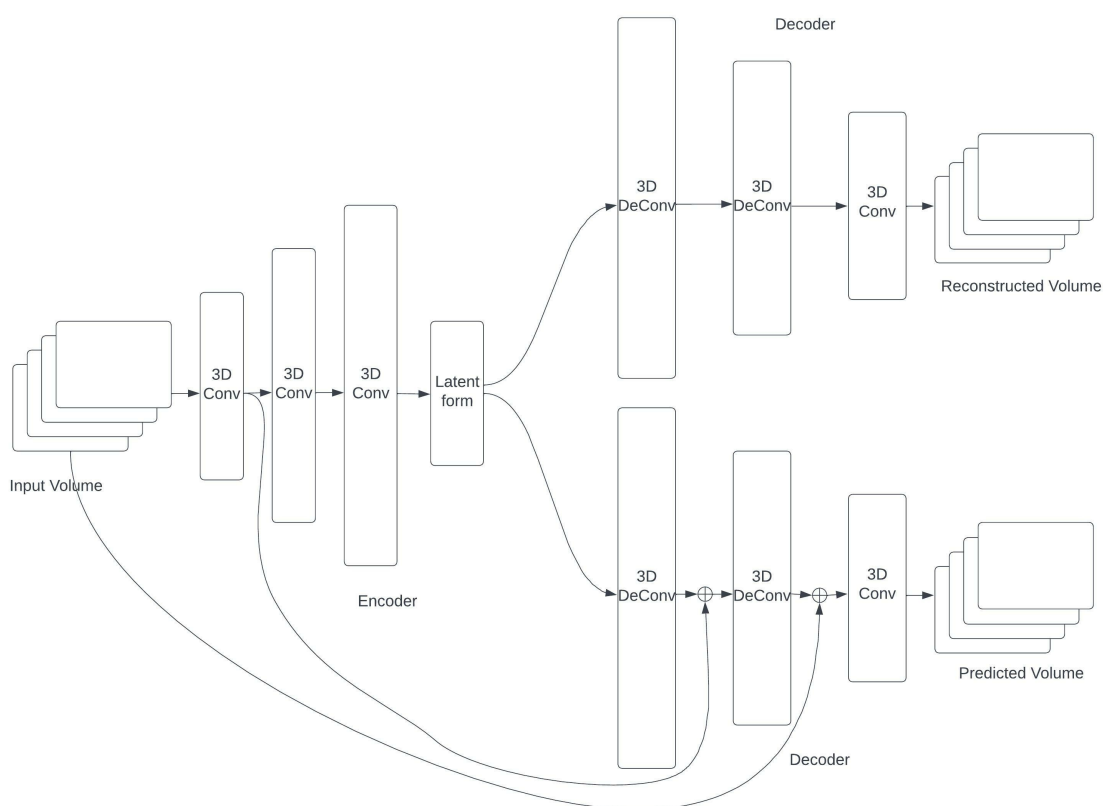 Decoder
3D
DeConv
3D
DeConv
3D
Conv
Reconstructed Volume
3D
Conv
3D
Conv
3D
Conv
Latent
form
Input Volume
Encoder
3D
DeConv
3D
DeConv
3D
Conv
Predicted Volume
Decoder